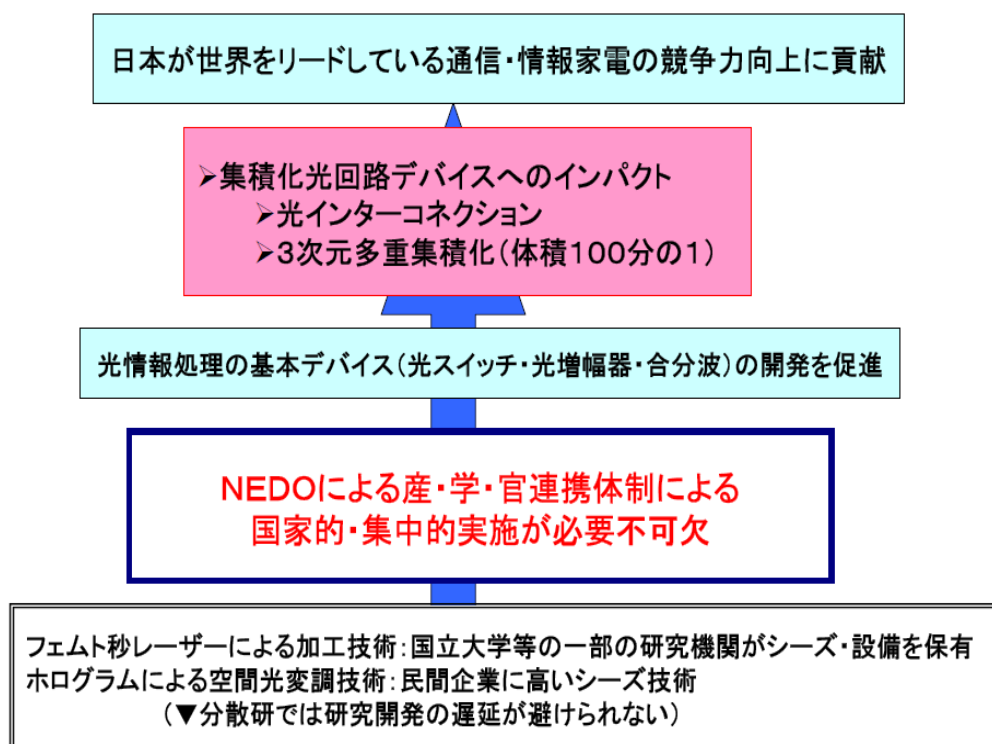 日本が世界をリードしている通信・情報家電の競争力向上に貢献
➢集積化光回路デバイスへのインパクト
➢光インターコネクション
➢3次元多重集積化(体積100分の1)
光情報処理の基本デバイス(光スイッチ・光増幅器・合分波)の開発を促進
NEDOによる産・学・官連携体制による
国家的・集中的実施が必要不可欠
フェムト秒レーザーによる加工技術:国立大学等の一部の研究機関がシーズ・設備を保有
ホログラムによる空間光変調技術:民間企業に高いシーズ技術
(▼分散研では研究開発の遅延が避けられない)